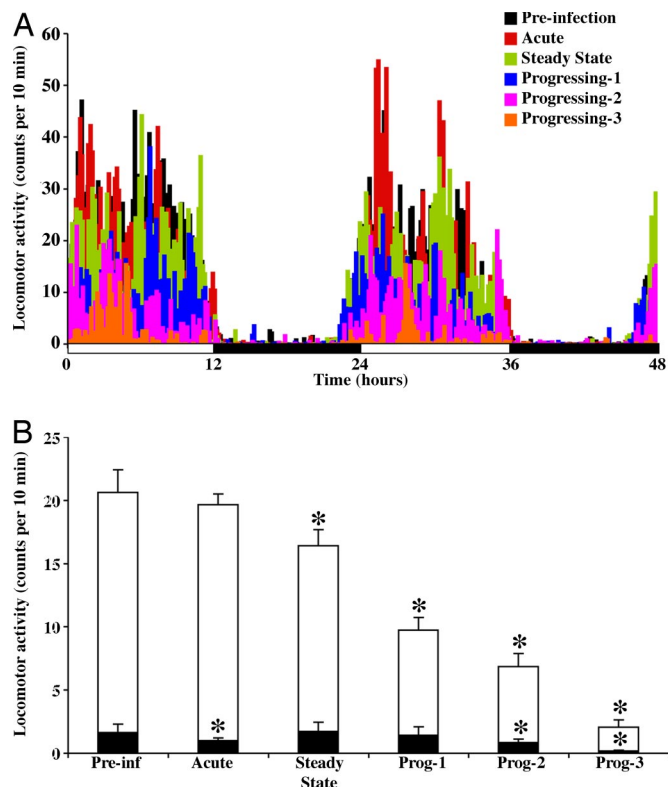 A
Pre-infection
Acute
Steady State
Progressing-1
Progressing-2
Progressing-3
Locomotor activity (counts per 10 min)
60
50
40
30
20
10
0
0 12 24 36 48
Time (hours)
B
Locomotor activity (counts per 10 min)
25
20
15
10
5
0
* * * * * * * *
Pre-inf Acute Steady State Prog-1 Prog-2 Prog-3